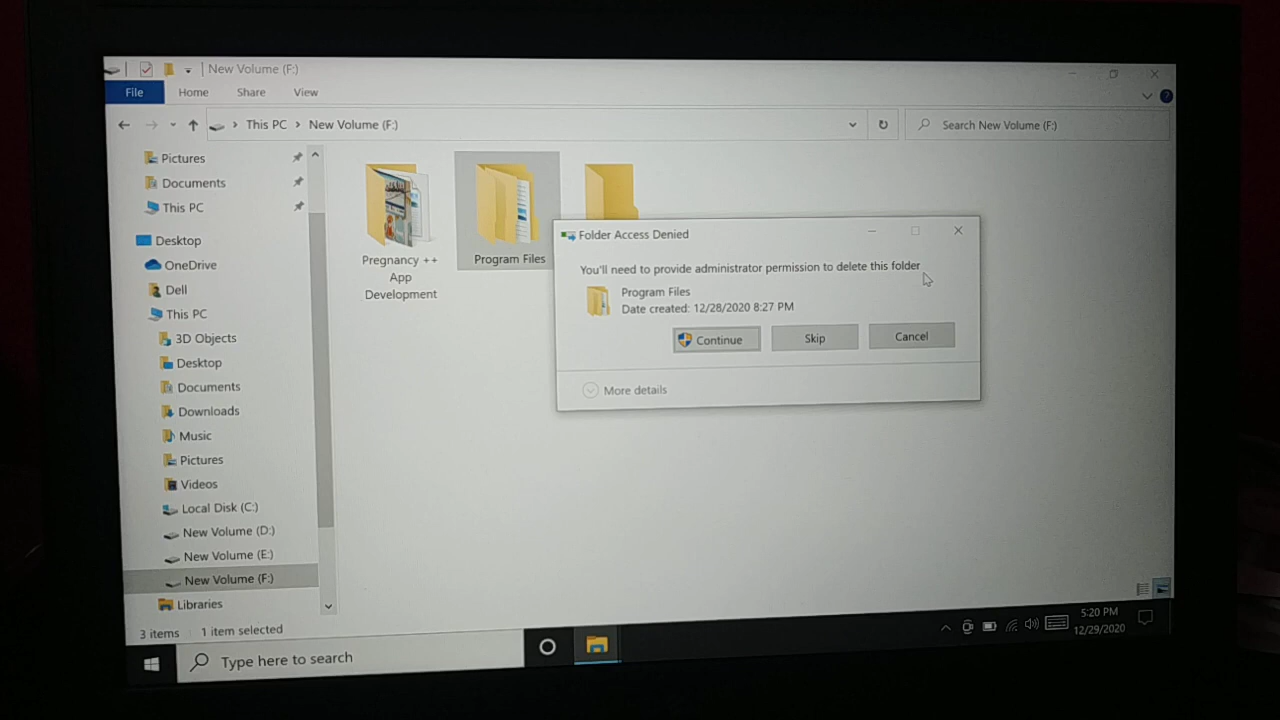 New Volume (F:)
File
Home
Share
View
This PC
New Volume (F:)
Search New Volume (F:)
Pictures
Documents
This PC
Desktop
OneDrive
Dell
This PC
3D Objects
Desktop
Documents
Downloads
Music
Pictures
Videos
Local Disk (C:)
New Volume (D:)
New Volume (E:)
New Volume (F:)
Libraries
Pregnancy ++
App
Development
Program Files
Folder Access Denied
You'll need to provide administrator permission to delete this folder
Program Files
Date created: 12/28/2020 8:27 PM
Continue
Skip
Cancel
More details
3 items
1 item selected
Type here to search
5:20 PM
12/29/2020